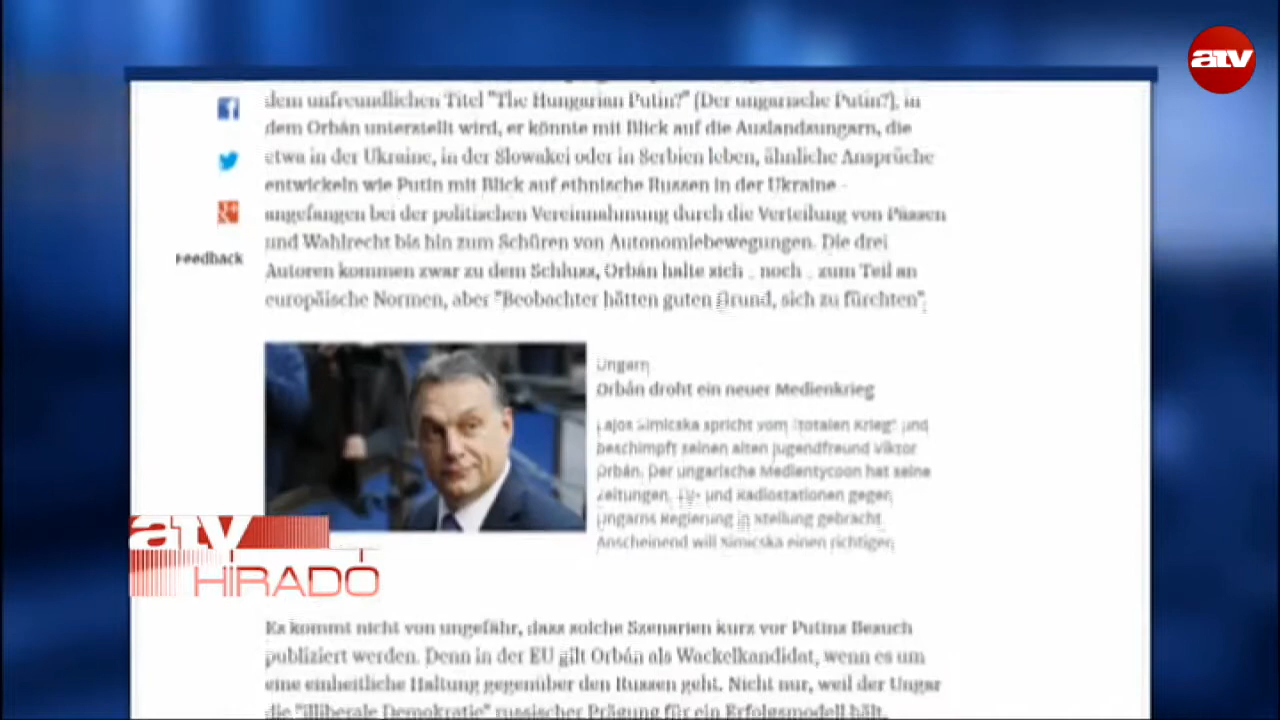 atv
dem unfreundlichen Titel "The Hungarian Putin?" (Der ungarische Putin?), in
dem Orbán unterstellt wird, er könnte mit Blick auf die Auslandsungarn, die
etwa in der Ukraine, in der Slowakei oder in Serbien leben, ähnliche Ansprüche
entwickeln wie Putin mit Blick auf ethnische Russen in der Ukraine -
angefangen bei der politischen Vereinnahmung durch die Verteilung von Pässen
und Wahlrecht bis hin zum Schüren von Autonomiebewegungen. Die drei
Autoren kommen zwar zu dem Schluss, Orbán halte sich - noch - zum Teil an
europäische Normen, aber "Beobachter hätten guten Grund, sich zu fürchten".
Feedback
Ungarn
Orbán droht ein neuer Medienkrieg
Lajos Simicska spricht vom "totalen Krieg" und
beschimpft seinen alten Jugendfreund Viktor
Orbán. Der ungarische Medientycoon hat seine
Zeitungen, TV- und Radiostationen gegen
Ungarns Regierung in Stellung gebracht.
Anscheinend will Simicska einen richtigen
atv
HIRADÓ
Es kommt nicht von ungefähr, dass solche Szenarien kurz vor Putins Besuch
publiziert werden. Denn in der EU gilt Orbán als Wackelkandidat, wenn es um
eine einheitliche Haltung gegenüber den Russen geht. Nicht nur, weil der Ungar
die "illiberale Demokratie" russischer Prägung für ein Erfolgsmodell hält.